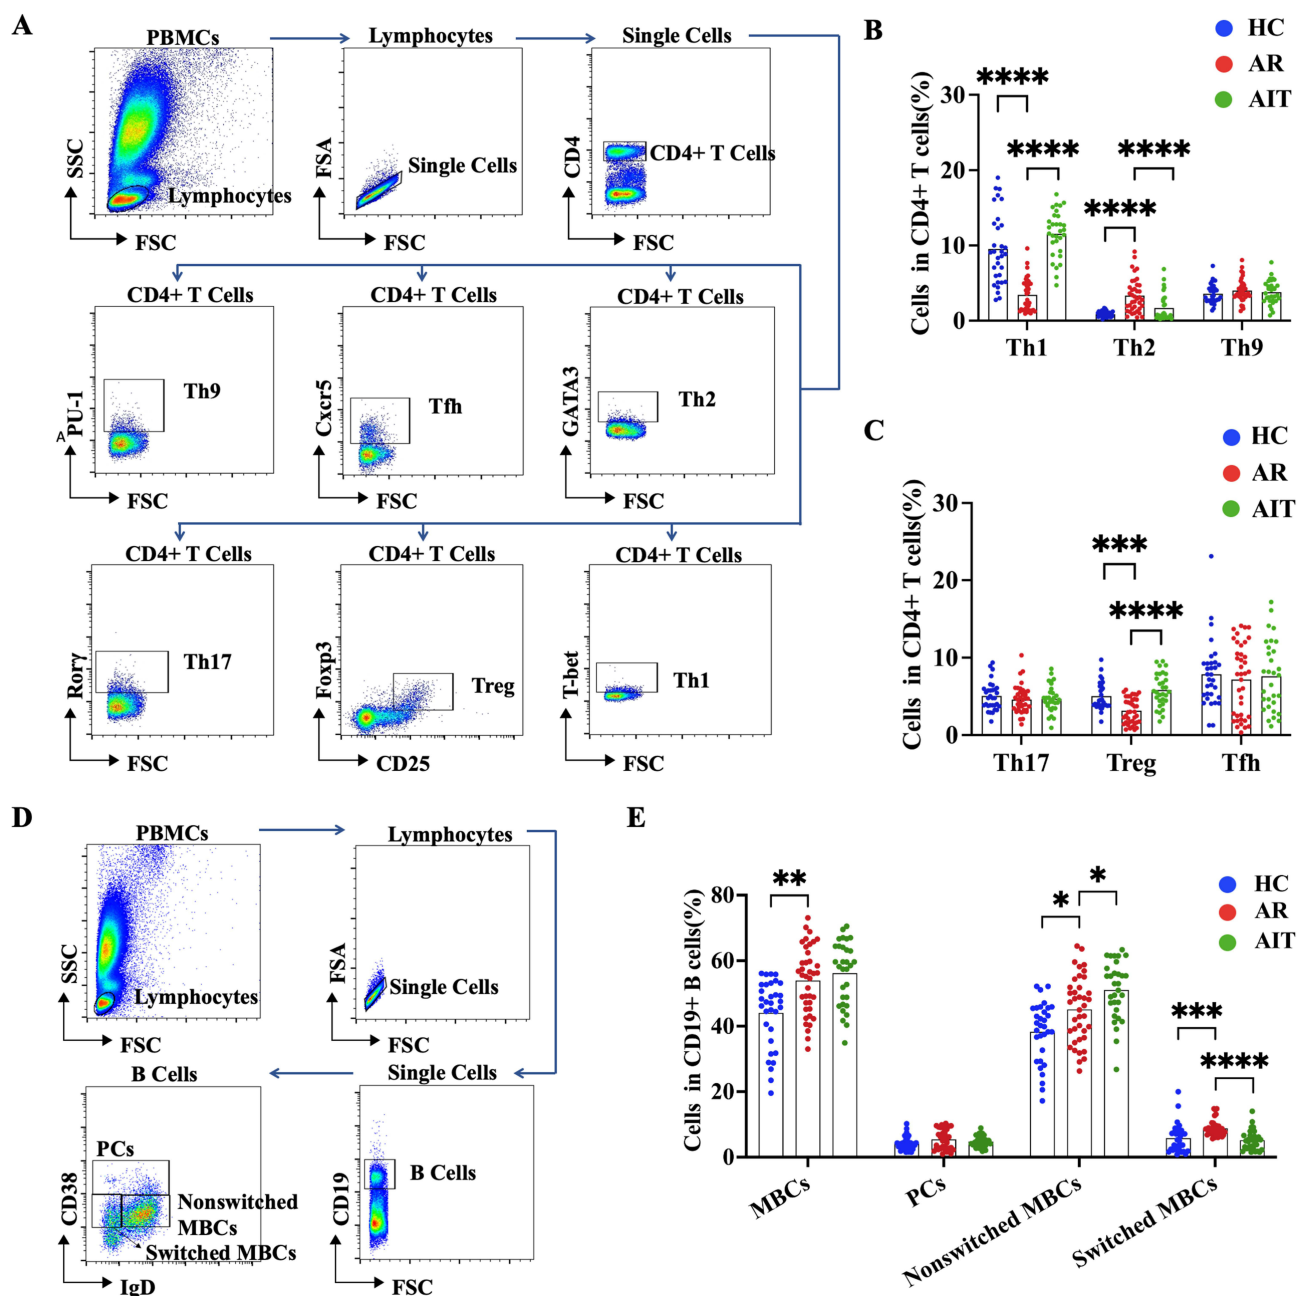 A
PBMCs
Lymphocytes
Single Cells
SSC
Lymphocytes
FSC
FSA
Single Cells
FSC
CD4
CD4+ T Cells
FSC
CD4+ T Cells
CD4+ T Cells
CD4+ T Cells
A
PU-1
Th9
FSC
Cxcr5
Tfh
FSC
GATA3
Th2
FSC
CD4+ T Cells
CD4+ T Cells
CD4+ T Cells
Rorγ
Th17
FSC
Foxp3
Treg
CD25
T-bet
Th1
FSC
B
HC
AR
AIT
Cells in CD4+ T cells(%)
30
20
10
0
****
****
****
****
Th1
Th2
Th9
C
HC
AR
AIT
Cells in CD4+ T cells(%)
30
20
10
0
***
****
Th17
Treg
Tfh
D
PBMCs
Lymphocytes
SSC
Lymphocytes
FSC
FSA
Single Cells
FSC
B Cells
Single Cells
PCs
CD38
Nonswitched
MBCs
Switched MBCs
IgD
CD19
B Cells
FSC
E
HC
AR
AIT
Cells in CD19+ B cells(%)
80
60
40
20
0
**
*
*
***
****
MBCs
PCs
Nonswitched MBCs
Switched MBCs